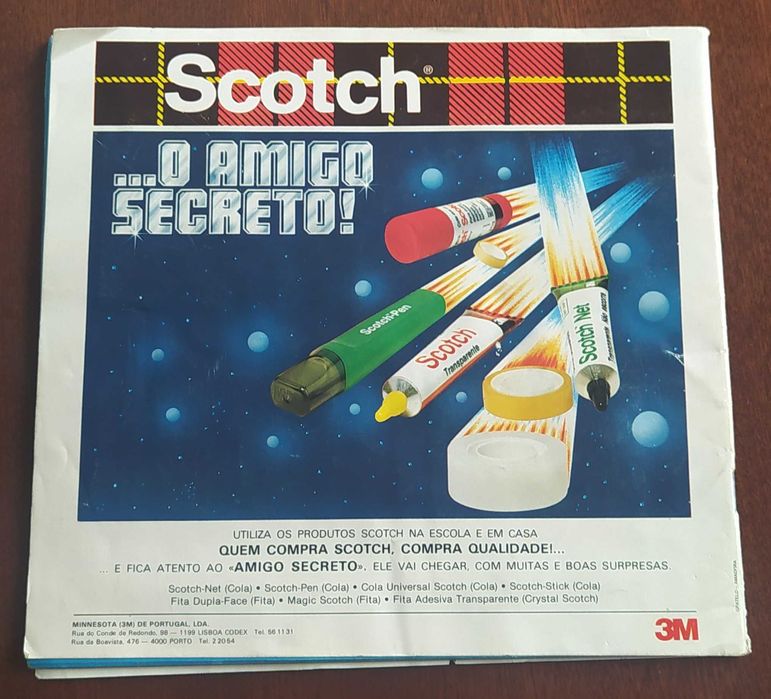 Scotch®
...O AMIGO
SECRETO!
Scotch
Scotch-Pen
Scotch
Transparente
Scotch Net
Transparente
UTILIZA OS PRODUTOS SCOTCH NA ESCOLA E EM CASA
QUEM COMPRA SCOTCH, COMPRA QUALIDADE!...
... E FICA ATENTO AO «AMIGO SECRETO». ELE VAI CHEGAR, COM MUITAS E BOAS SURPRESAS.
Scotch-Net (Cola) • Scotch-Pen (Cola) • Cola Universal Scotch (Cola) • Scotch-Stick (Cola)
Fita Dupla-Face (Fita) • Magic Scotch (Fita) • Fita Adesiva Transparente (Crystal Scotch)
MINNESOTA (3M) DE PORTUGAL, LDA.
Rua do Conde de Redondo, 98 — 1199 LISBOA CODEX Tel. 56 11 31
Rua da Boavista, 476 — 4000 PORTO Tel. 2 20 54
3M